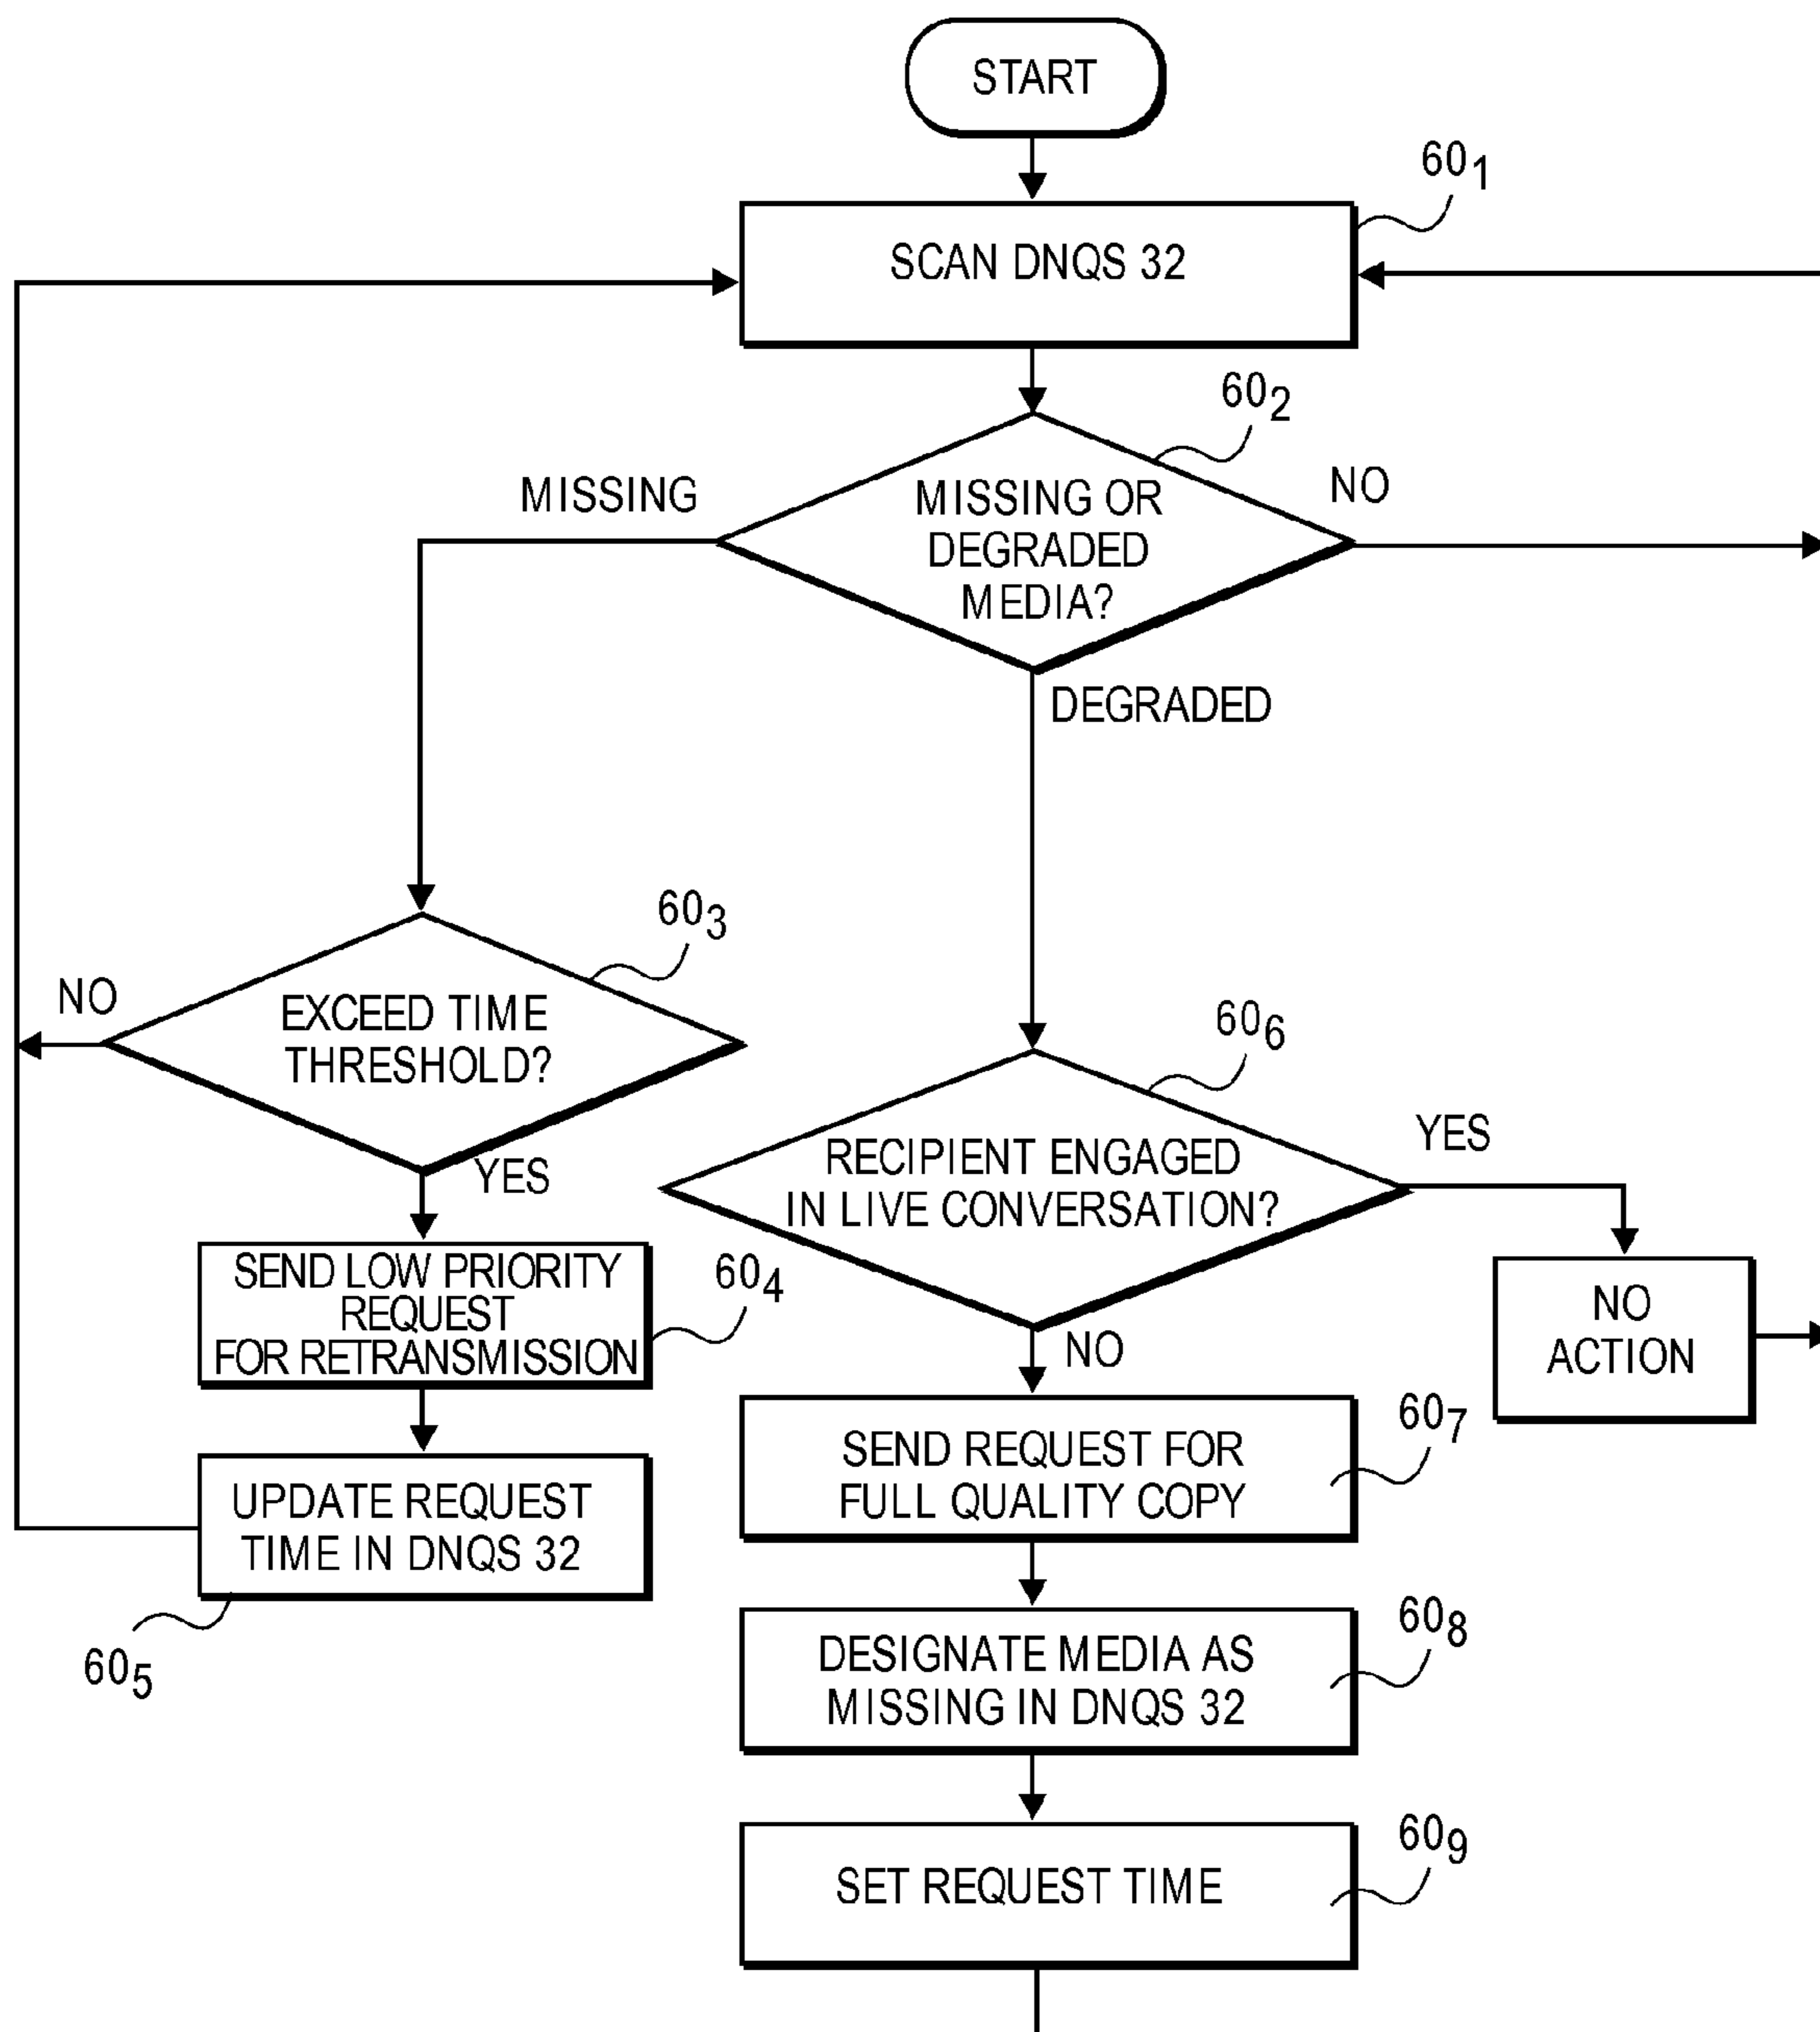 START
60₁
SCAN DNQS 32
60₂
MISSING
MISSING OR
DEGRADED
MEDIA?
NO
DEGRADED
60₃
NO
EXCEED TIME
THRESHOLD?
YES
60₆
RECIPIENT ENGAGED
IN LIVE CONVERSATION?
YES
NO
SEND LOW PRIORITY
REQUEST
FOR RETRANSMISSION
60₄
NO
ACTION
UPDATE REQUEST
TIME IN DNQS 32
60₅
SEND REQUEST FOR
FULL QUALITY COPY
60₇
DESIGNATE MEDIA AS
MISSING IN DNQS 32
60₈
SET REQUEST TIME
60₉